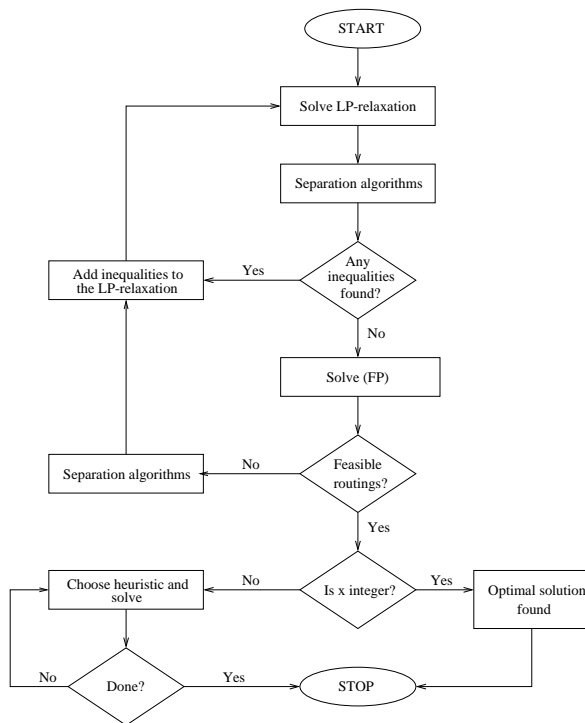 START
Solve LP-relaxation
Separation algorithms
Any
inequalities
found?
Yes
Add inequalities to
the LP-relaxation
No
Solve (FP)
Feasible
routings?
No
Separation algorithms
Yes
Is x integer?
No
Choose heuristic and
solve
Yes
Optimal solution
found
Done?
No
Yes
STOP